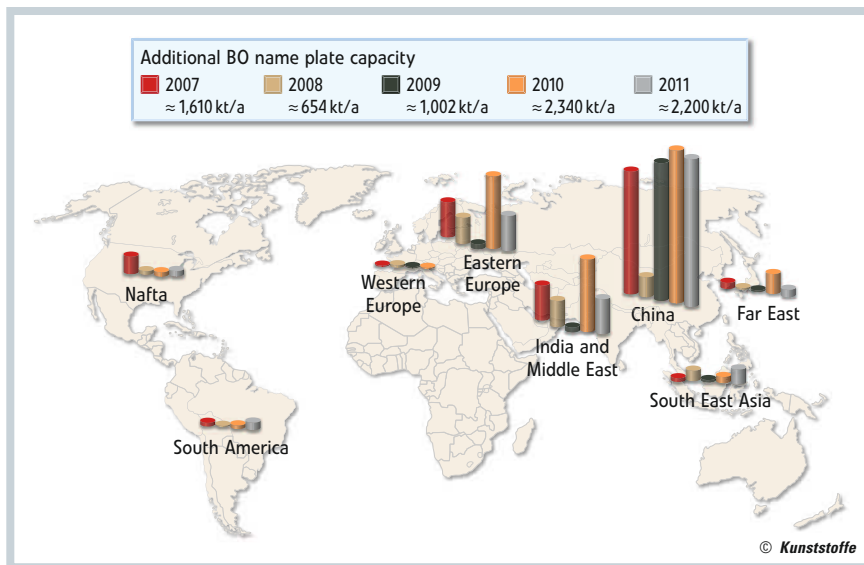 Additional BO name plate capacity
2007 2008 2009 2010 2011
≈ 1,610 kt/a ≈ 654 kt/a ≈ 1,002 kt/a ≈ 2,340 kt/a ≈ 2,200 kt/a
Nafta
Western
Europe
Eastern
Europe
India and
Middle East
China
Far East
South East Asia
South America
© Kunststoffe